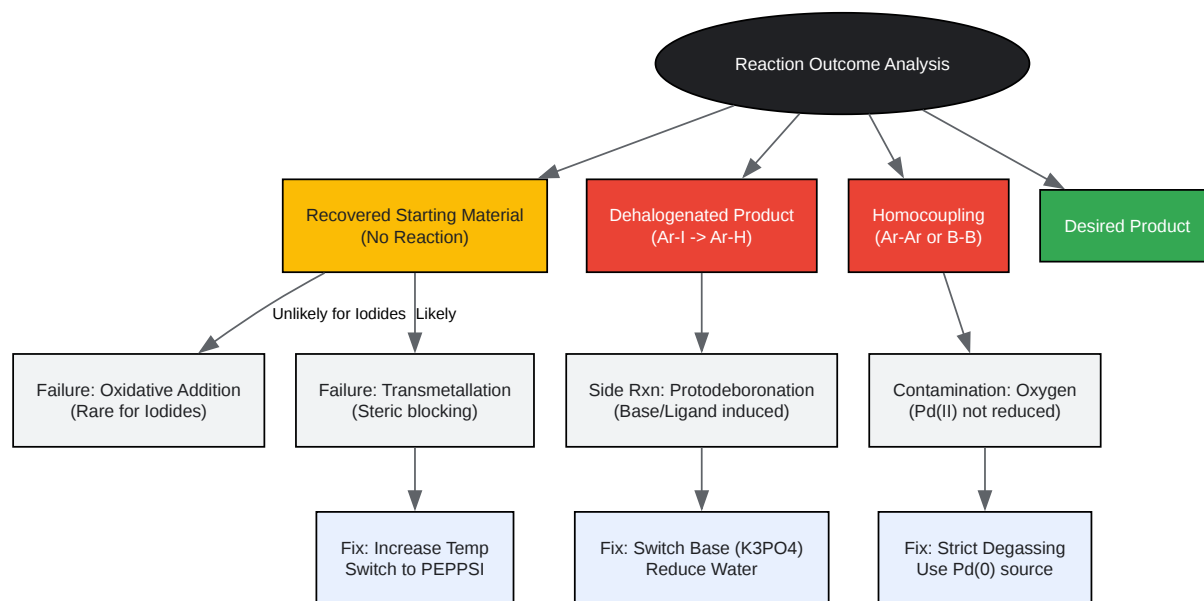 Reaction Outcome Analysis
Recovered Starting Material
(No Reaction)
Dehalogenated Product
(Ar-I -> Ar-H)
Homocoupling
(Ar-Ar or B-B)
Desired Product
Unlikely for Iodides
Likely
Failure: Oxidative Addition
(Rare for Iodides)
Failure: Transmetallation
(Steric blocking)
Side Rxn: Protodeboronation
(Base/Ligand induced)
Contamination: Oxygen
(Pd(II) not reduced)
Fix: Increase Temp
Switch to PEPPSI
Fix: Switch Base (K3PO4)
Reduce Water
Fix: Strict Degassing
Use Pd(0) source